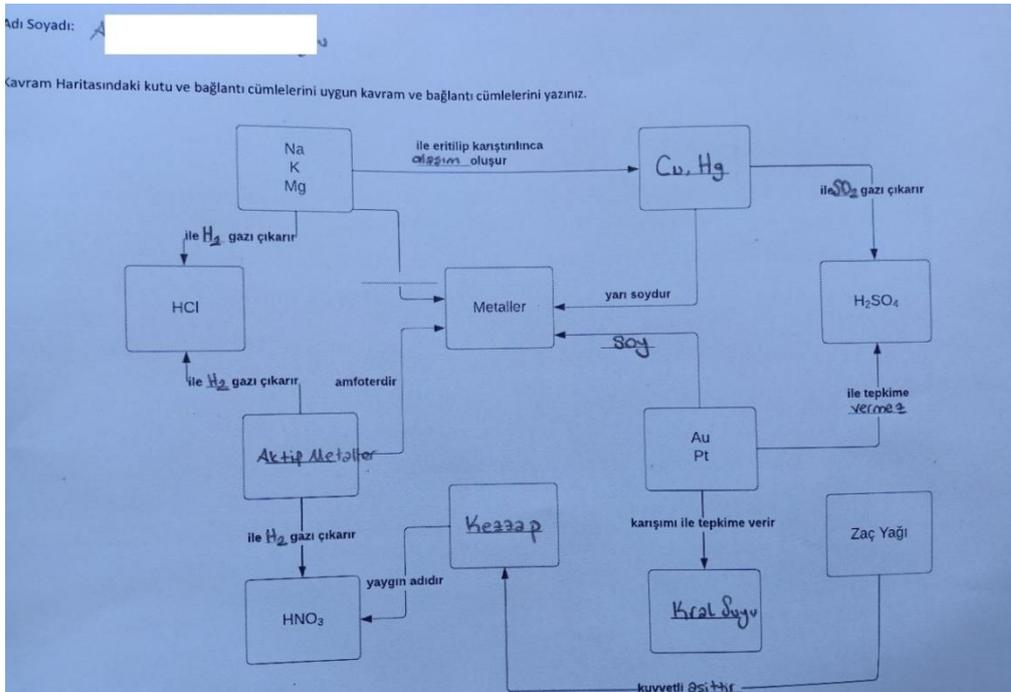 Adı Soyadı: A
Kavram Haritasındaki kutu ve bağlantı cümlelerini uygun kavram ve bağlantı cümlelerini yazınız.
Na
K
Mg
ile eritilip karıştırılınca
alaşım oluşur
Cu, Hg
ile SO₂ gazı çıkarır
ile H₂ gazı çıkarır
HCl
Metaller
yarı soydur
H₂SO₄
Soy
ile H₂ gazı çıkarır
amfoterdir
ile tepkime
vermez
Aktif Metaller
Au
Pt
ile H₂ gazı çıkarır
Kezzap
karışımı ile tepkime verir
Zaç Yağı
yaygın adıdır
HNO₃
Kral Suyu
kuvvetli asittir